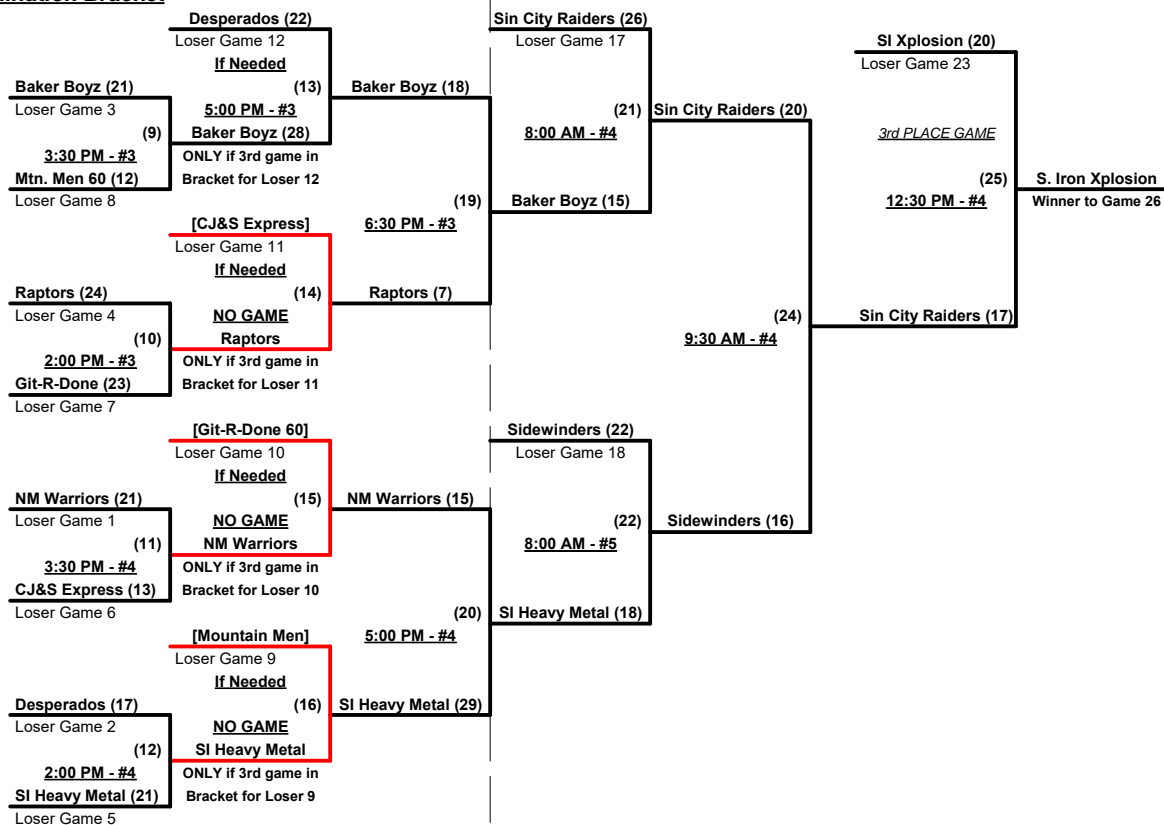 Bracket
Desperados (22)
Loser Game 12
If Needed
(13)
5:00 PM - #3
Baker Boyz (28)
ONLY if 3rd game in
Bracket for Loser 12
Baker Boyz (21)
Loser Game 3
(9)
3:30 PM - #3
Mtn. Men 60 (12)
Loser Game 8
[CJ&S Express]
Loser Game 11
If Needed
(14)
NO GAME
Raptors
ONLY if 3rd game in
Bracket for Loser 11
Raptors (24)
Loser Game 4
(10)
2:00 PM - #3
Git-R-Done (23)
Loser Game 7
[Git-R-Done 60]
Loser Game 10
If Needed
(15)
NO GAME
NM Warriors
ONLY if 3rd game in
Bracket for Loser 10
NM Warriors (21)
Loser Game 1
(11)
3:30 PM - #4
CJ&S Express (13)
Loser Game 6
[Mountain Men]
Loser Game 9
If Needed
(16)
NO GAME
SI Heavy Metal
ONLY if 3rd game in
Bracket for Loser 9
Desperados (17)
Loser Game 2
(12)
2:00 PM - #4
SI Heavy Metal (21)
Loser Game 5
Baker Boyz (18)
(19)
6:30 PM - #3
Raptors (7)
NM Warriors (15)
(20)
5:00 PM - #4
SI Heavy Metal (29)
Sin City Raiders (26)
Loser Game 17
(21)
8:00 AM - #4
Baker Boyz (15)
Sidewinders (22)
Loser Game 18
(22)
8:00 AM - #5
SI Heavy Metal (18)
Sin City Raiders (20)
(24)
9:30 AM - #4
Sidewinders (16)
SI Xplosion (20)
Loser Game 23
3rd PLACE GAME
(25)
12:30 PM - #4
Sin City Raiders (17)
S. Iron Xplosion
Winner to Game 26